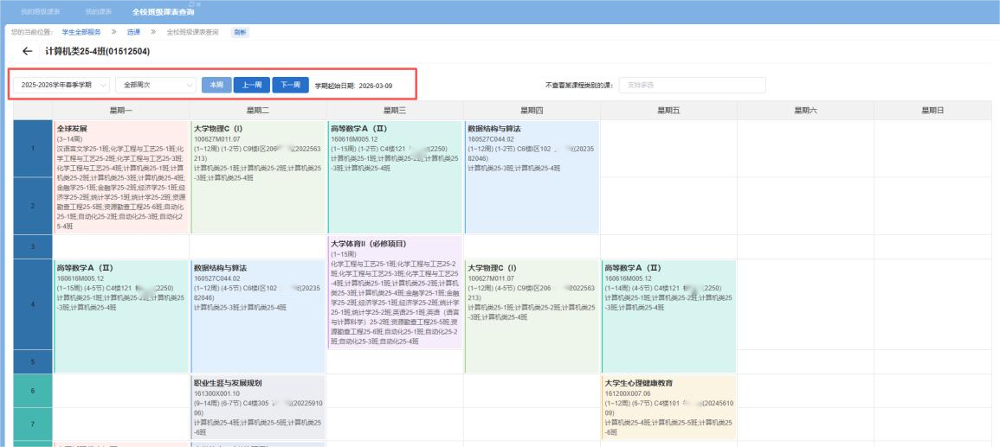 我的班级课表 我的课表 全校班级课表查询
您的当前位置: 学生全部服务 » 选课 » 全校班级课表查询 刷新
← 计算机类25-4班(01512504)
2025-2026学年春季学期 全部周次 本周 上一周 下一周 学期起始日期: 2026-03-09 不查看某课程类别的课: 支持多选
星期一 星期二 星期三 星期四 星期五 星期六 星期日
1
2
3
4
5
6
7
全球发展
(3~14周)
汉语言文学25-1班;化学工程与工艺25-1班;化
学工程与工艺25-2班;化学工程与工艺25-3班;
化学工程与工艺25-4班;计算机类25-1班;计算
机类25-2班;计算机类25-3班;计算机类25-4班;
金融学25-1班;金融学25-2班;经济学25-1班;经
济学25-2班;统计学25-1班;统计学25-2班;资源
勘查工程25-5班;资源勘查工程25-6班;自动化
25-1班;自动化25-2班;自动化25-3班;自动化2
5-4班
大学物理C（I）
100627M011.07
(1~12周) (1-2节) C9楼I区206 (2022563
213)
计算机类25-1班;计算机类25-2班;计算机类25
-3班;计算机类25-4班
高等数学A（II）
160616M005.12
(1~15周) (1-2节) C4楼121 (2250)
计算机类25-1班;计算机类25-2班;计算机类25
-3班;计算机类25-4班
数据结构与算法
160527C044.02
(1~12周) (1-2节) C6楼I区102 (20235
82046)
计算机类25-3班;计算机类25-4班
大学体育II（必修项目）
(1~15周)
化学工程与工艺25-1班;化学工程与工艺25-2
班;化学工程与工艺25-3班;化学工程与工艺25
-4班;计算机类25-1班;计算机类25-2班;计算机
类25-3班;计算机类25-4班;金融学25-1班;金融
学25-2班;经济学25-1班;经济学25-2班;统计学
25-1班;统计学25-2班;英语25-1班;英语（语言
与计算科学）25-2班;资源勘查工程25-5班;资
源勘查工程25-6班;自动化25-1班;自动化25-2
班;自动化25-3班;自动化25-4班
高等数学A（II）
160616M005.12
(1~15周) (4-5节) C4楼121 (2250)
计算机类25-1班;计算机类25-2班;计算机类25
-3班;计算机类25-4班
数据结构与算法
160527C044.02
(1~12周) (4-5节) C6楼I区102 (20235
82046)
计算机类25-3班;计算机类25-4班
大学物理C（I）
100627M011.07
(1~12周) (4-5节) C9楼I区206 (2022563
213)
计算机类25-1班;计算机类25-2班;计算机类25
-3班;计算机类25-4班
高等数学A（II）
160616M005.12
(1~14周) (4-5节) C4楼121 (2250)
计算机类25-1班;计算机类25-2班;计算机类25
-3班;计算机类25-4班
职业生涯与发展规划
161300X001.10
(9~14周) (6-7节) C4楼305 (20225910
06)
计算机类25-4班;计算机类25-5班;计算机类25
-6班
大学生心理健康教育
161200X007.06
(1~12周) (6-7节) C4楼101 (20245610
09)
计算机类25-4班;计算机类25-5班;计算机类25
-6班